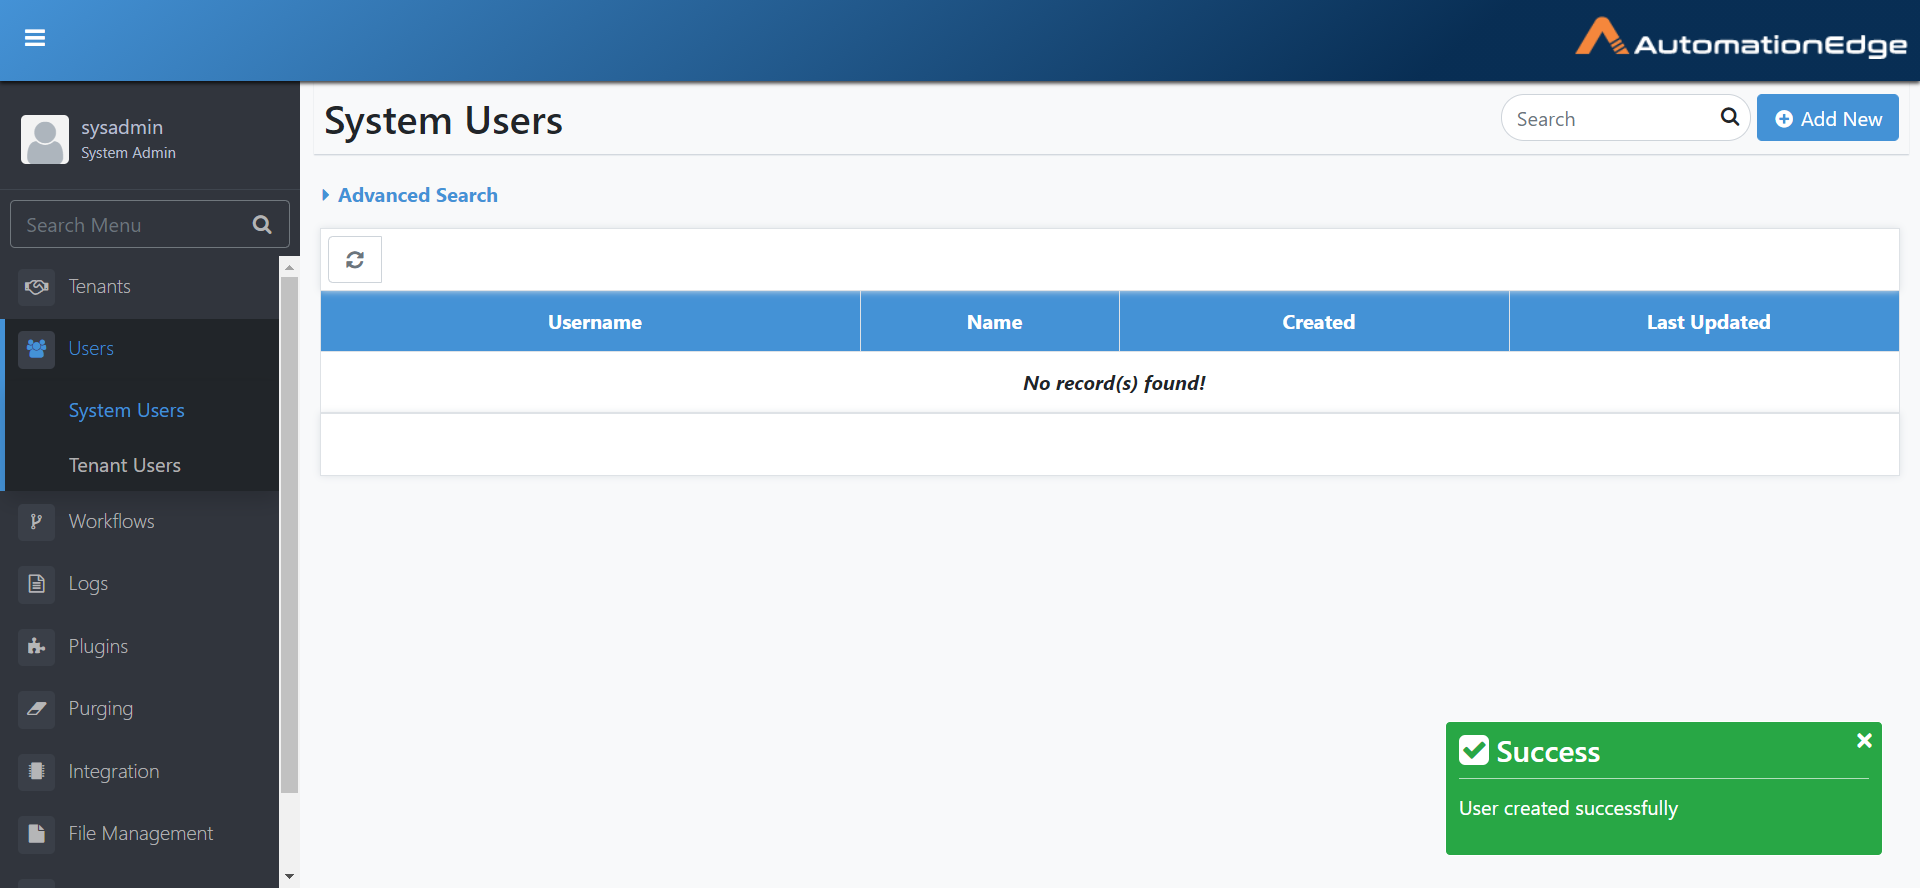 AutomationEdge
sysadmin
System Admin
Search Menu
Tenants
Users
System Users
Tenant Users
Workflows
Logs
Plugins
Purging
Integration
File Management
System Users
Search
Add New
Advanced Search
Username Name Created Last Updated
No record(s) found!
Success
User created successfully